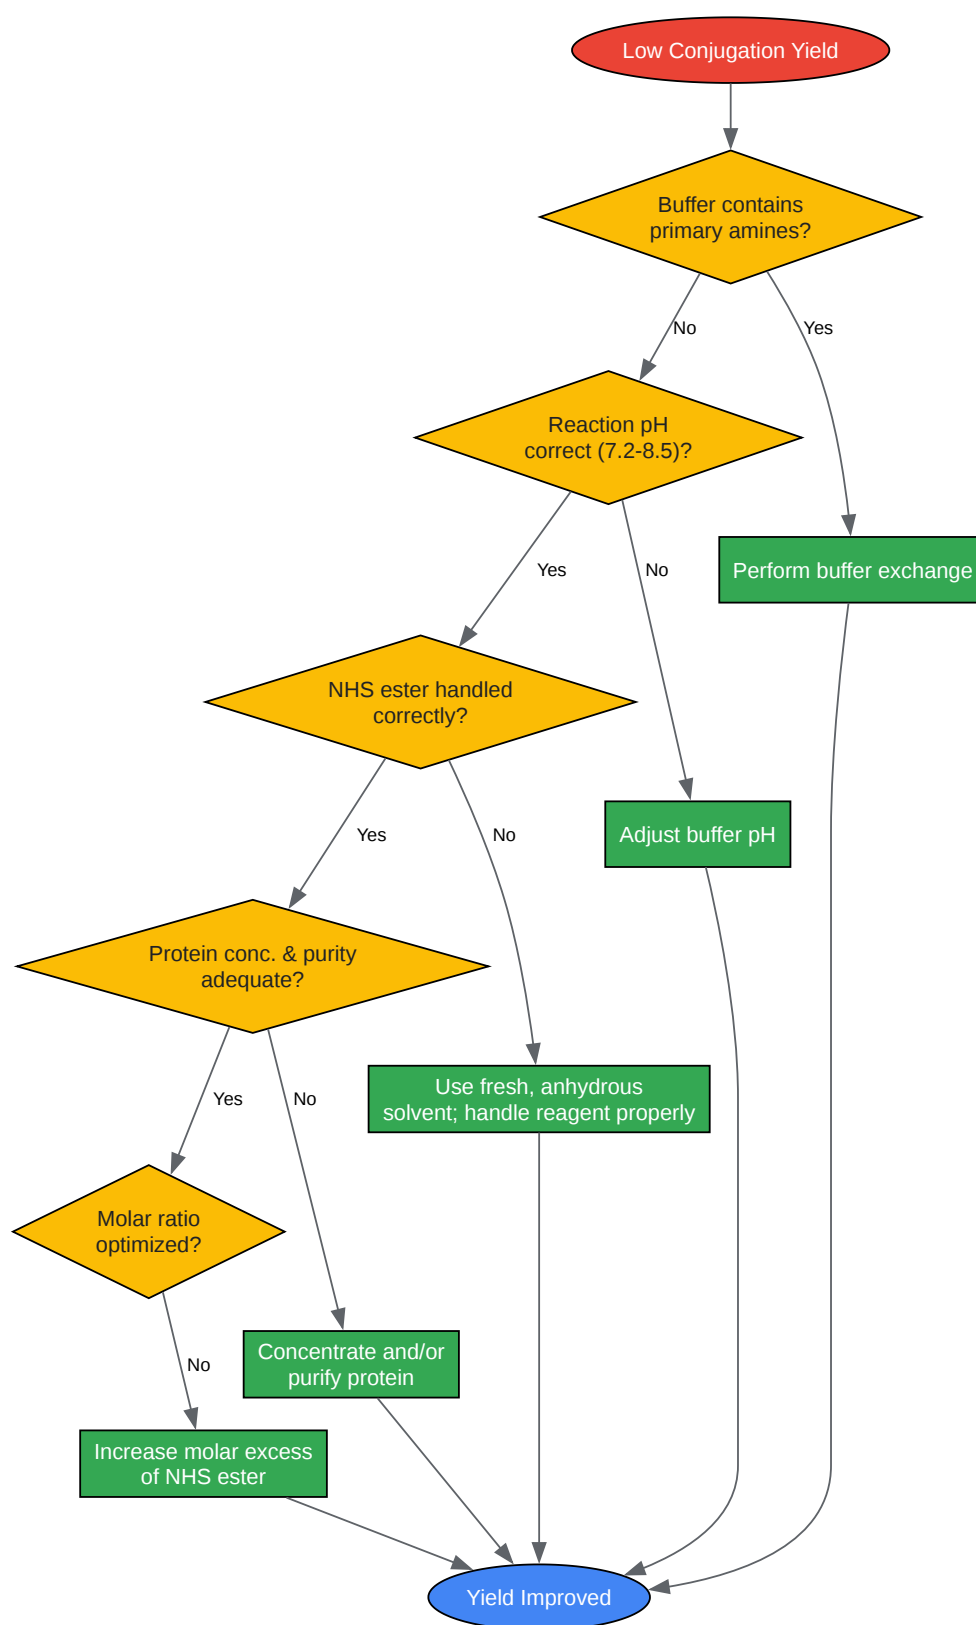 Low Conjugation Yield
Buffer contains
primary amines?
No
Yes
Reaction pH
correct (7.2-8.5)?
Yes
No
Perform buffer exchange
NHS ester handled
correctly?
Yes
No
Adjust buffer pH
Protein conc. & purity
adequate?
Yes
No
Use fresh, anhydrous
solvent; handle reagent properly
Molar ratio
optimized?
No
Concentrate and/or
purify protein
Increase molar excess
of NHS ester
Yield Improved